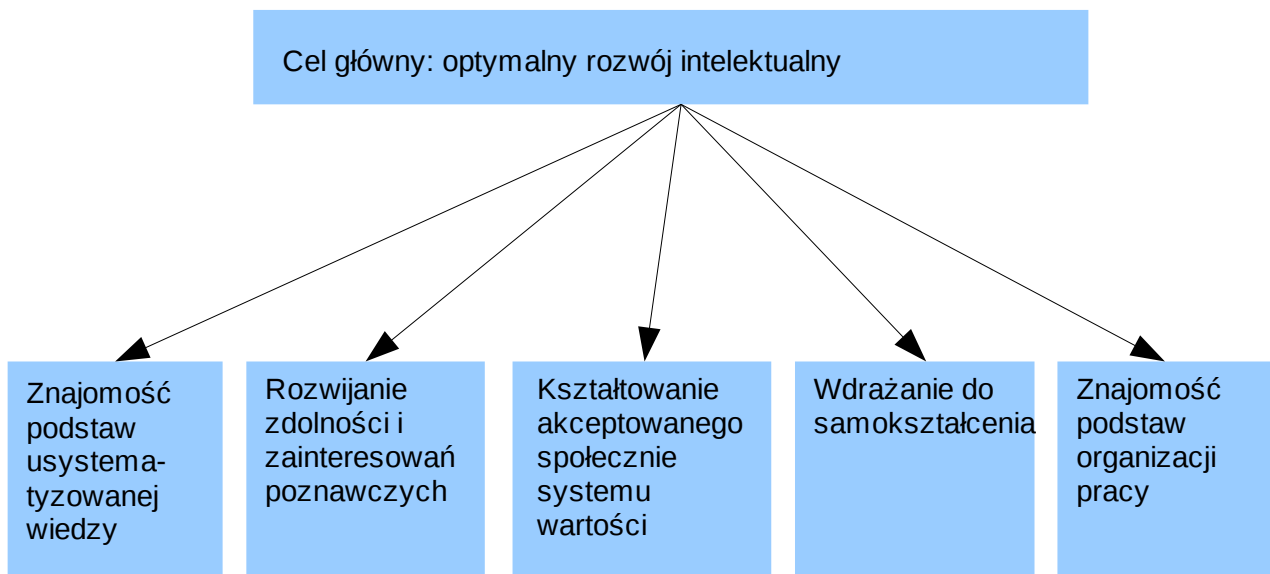 Cel główny: optymalny rozwój intelektualny
Znajomość
podstaw
usystema-
tyzowanej
wiedzy
Rozwijanie
zdolności i
zainteresowań
poznawczych
Kształtowanie
akceptowanego
społecznie
systemu
wartości
Wdrażanie do
samokształcenia
Znajomość
podstaw
organizacji
pracy